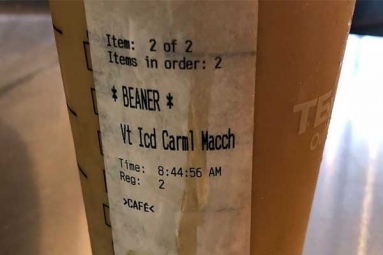 Item: 2 of 2
Items in order: 2
* BEANER *
Vt Icd Carml Macch
Time: 8:44:56 AM
Reg: 2
>CAFÉ<